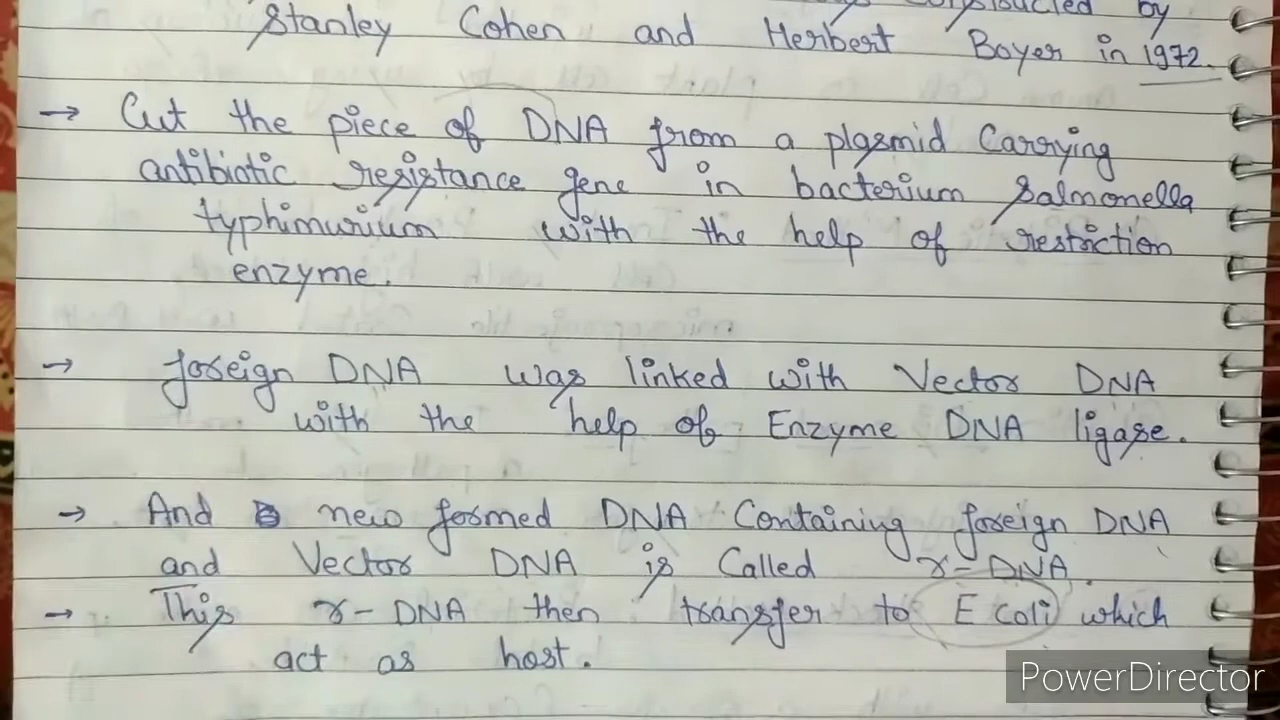 constructed by
Stanley Cohen and Herbert Boyer in 1972.
→ Cut the piece of DNA from a plasmid Carrying
antibiotic resistance gene in bacterium Salmonella
typhimurium with the help of restriction
enzyme.
→ foreign DNA was linked with Vector DNA
with the help of Enzyme DNA ligase.
→ And new formed DNA Containing foreign DNA
and Vector DNA is Called r-DNA.
→ This r-DNA then transfer to E Coli which
act as host.
PowerDirector